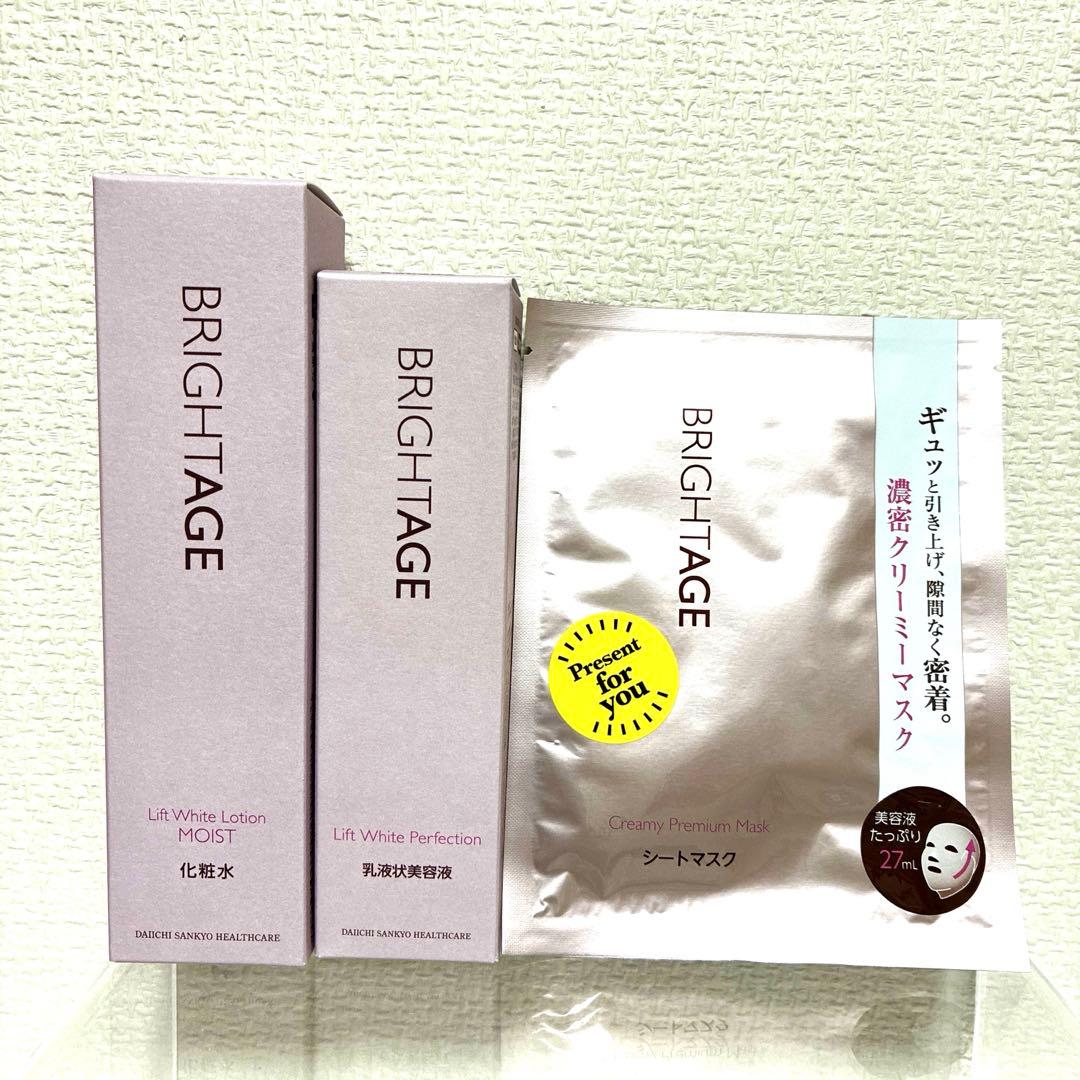 BRIGHTAGE
Lift White Lotion
MOIST
化粧水
DAIICHI SANKYO HEALTHCARE
BRIGHTAGE
Lift White Perfection
乳液状美容液
DAIICHI SANKYO HEALTHCARE
BRIGHTAGE
Present
for
you
Creamy Premium Mask
シートマスク
ギュッと引き上げ、隙間なく密着。
濃密クリーミーマスク
美容液
たっぷり
27mL